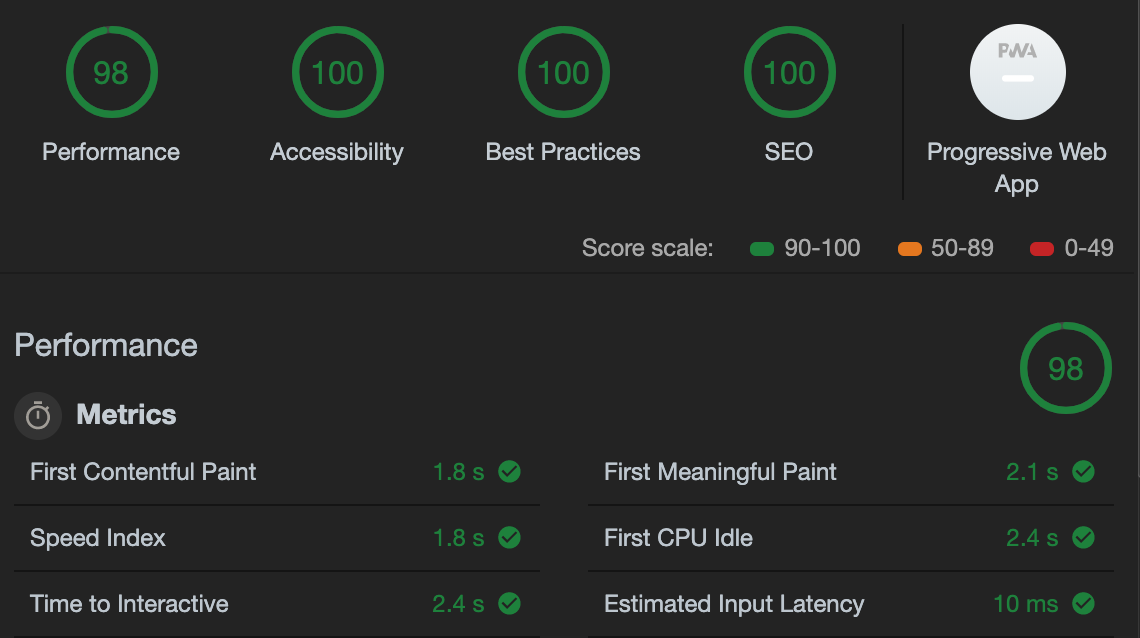 98 100 100 100 PWA
Performance Accessibility Best Practices SEO Progressive Web
App
Score scale: 90-100 50-89 0-49
Performance
98
Metrics
First Contentful Paint 1.8 s First Meaningful Paint 2.1 s
Speed Index 1.8 s First CPU Idle 2.4 s
Time to Interactive 2.4 s Estimated Input Latency 10 ms